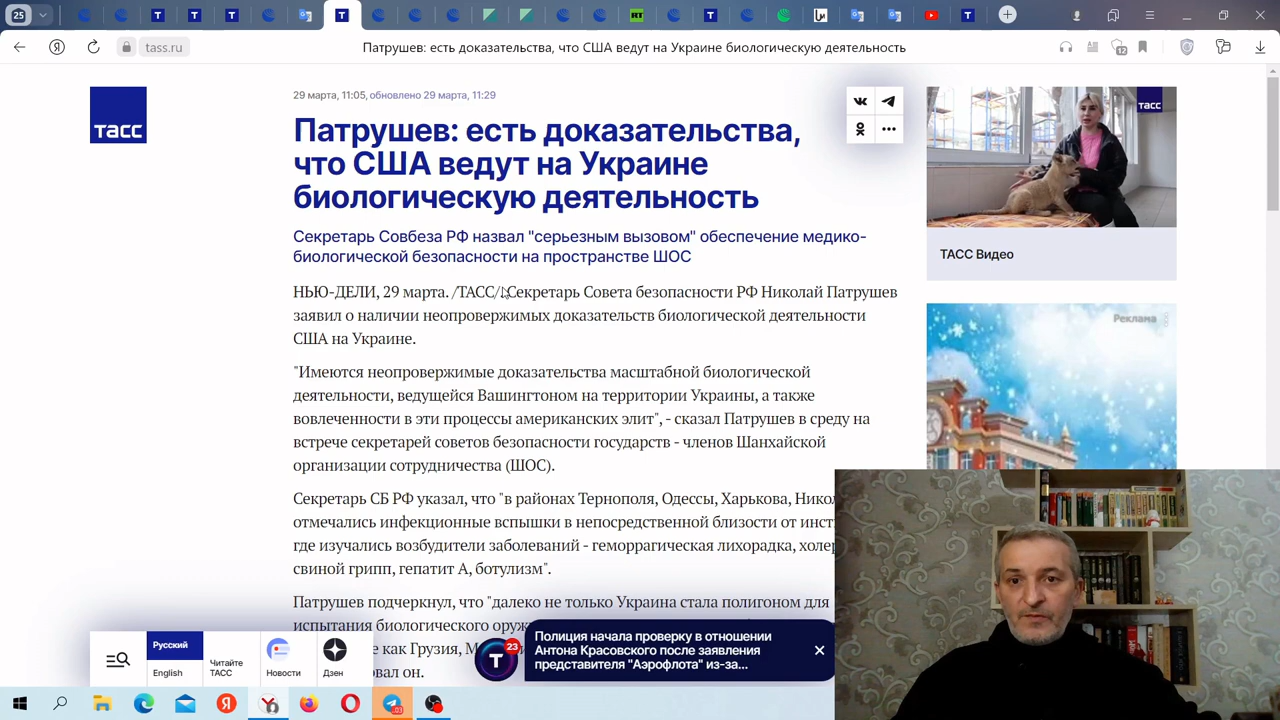 25
tass.ru
Патрушев: есть доказательства, что США ведут на Украине биологическую деятельность
12
ТАСС
29 марта, 11:05, обновлено 29 марта, 11:29
Патрушев: есть доказательства,
что США ведут на Украине
биологическую деятельность
Секретарь Совбеза РФ назвал "серьезным вызовом" обеспечение медико-
биологической безопасности на пространстве ШОС
НЬЮ-ДЕЛИ, 29 марта. /ТАСС/. Секретарь Совета безопасности РФ Николай Патрушев
заявил о наличии неопровержимых доказательств биологической деятельности
США на Украине.
"Имеются неопровержимые доказательства масштабной биологической
деятельности, ведущейся Вашингтоном на территории Украины, а также
вовлеченности в эти процессы американских элит", - сказал Патрушев в среду на
встрече секретарей советов безопасности государств - членов Шанхайской
организации сотрудничества (ШОС).
Секретарь СБ РФ указал, что "в районах Тернополя, Одессы, Харькова,
отмечались инфекционные вспышки в непосредственной близости от
где изучались возбудители заболеваний - геморрагическая лихорадка,
свиной грипп, гепатит А, ботулизм".
Патрушев подчеркнул, что "далеко не только Украина стала полигоном для
испытания биологического
как Грузия,
он.
ТАСС
ТАСС Видео
Реклама
Русский
English
Читайте
ТАСС
Новости
Дзен
23
Полиция начала проверку в отношении
Антона Красовского после заявления
представителя "Аэрофлота" из-за...